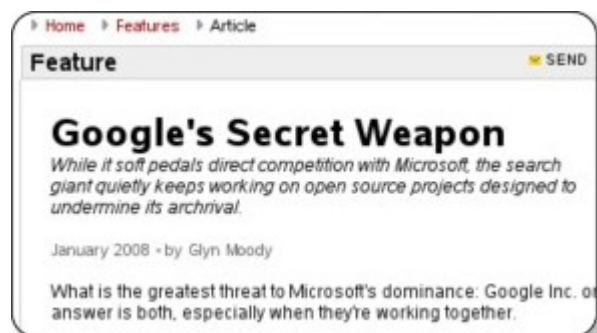 Home Features Article
Feature SEND
Google's Secret Weapon
While it soft pedals direct competition with Microsoft, the search
giant quietly keeps working on open source projects designed to
undermine its archrival.
January 2008 • by Glyn Moody
What is the greatest threat to Microsoft's dominance: Google Inc. or
answer is both, especially when they're working together.